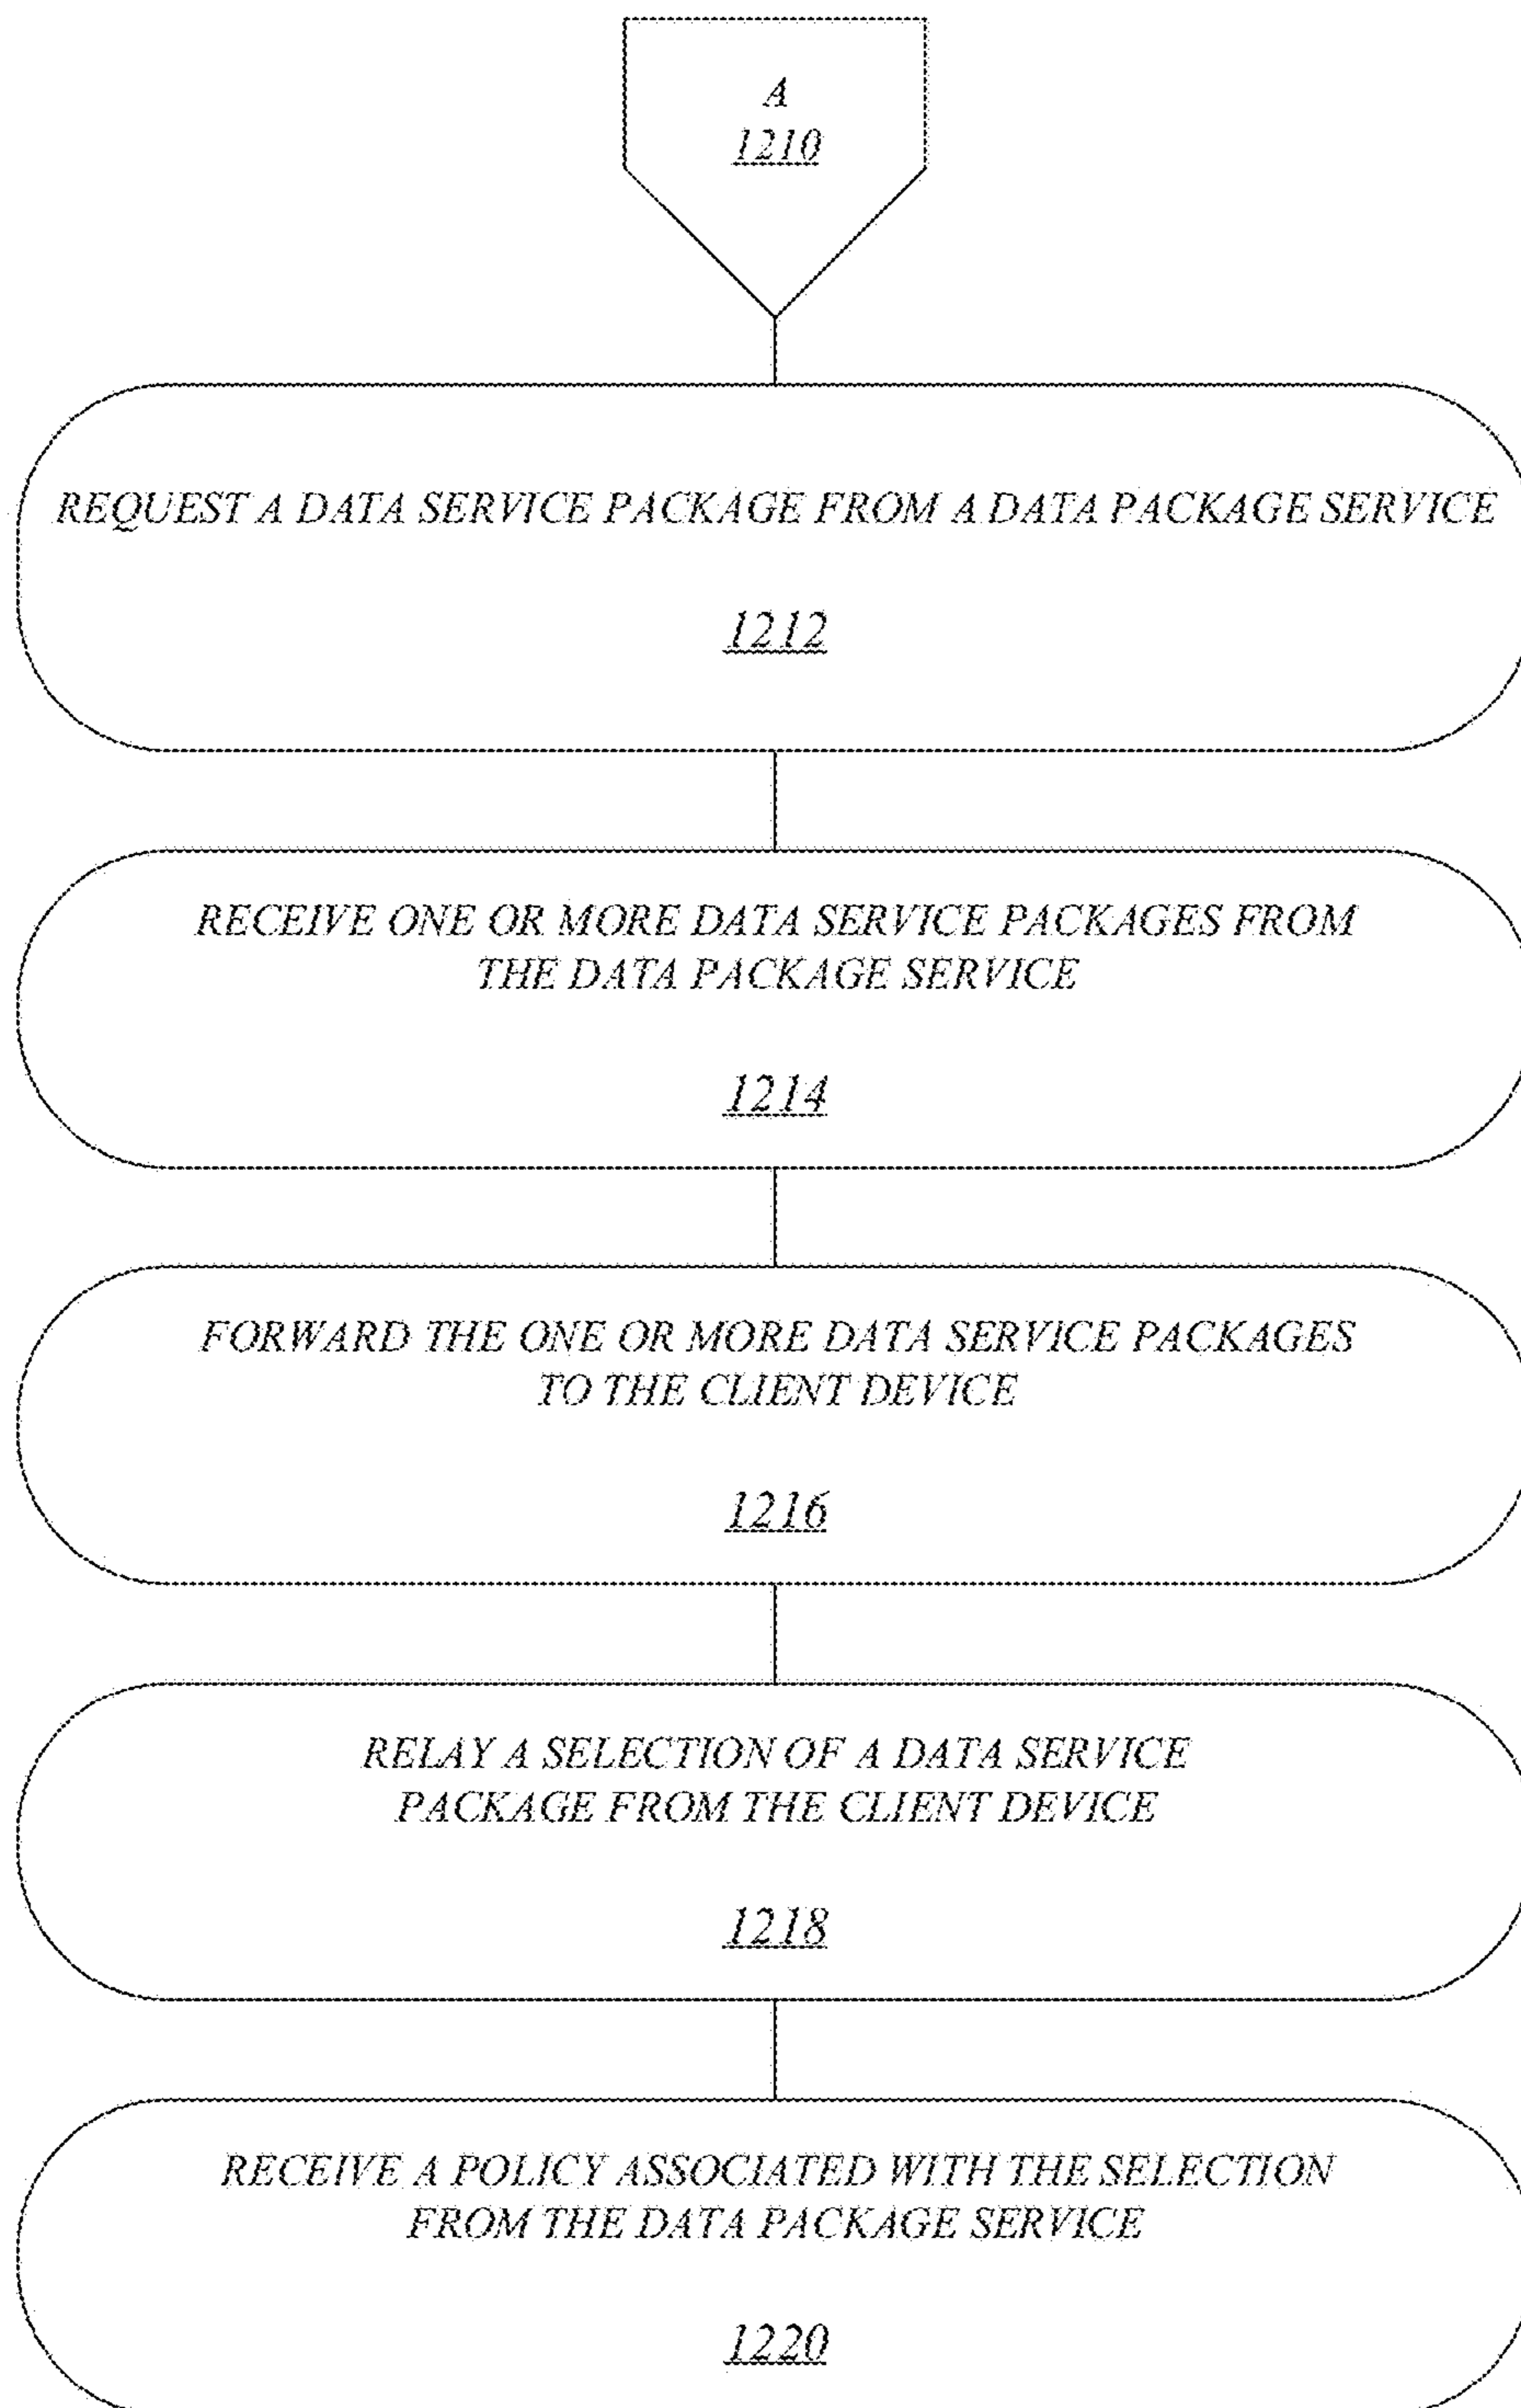 A
1210
REQUEST A DATA SERVICE PACKAGE FROM A DATA PACKAGE SERVICE
1212
RECEIVE ONE OR MORE DATA SERVICE PACKAGES FROM
THE DATA PACKAGE SERVICE
1214
FORWARD THE ONE OR MORE DATA SERVICE PACKAGES
TO THE CLIENT DEVICE
1216
RELAY A SELECTION OF A DATA SERVICE
PACKAGE FROM THE CLIENT DEVICE
1218
RECEIVE A POLICY ASSOCIATED WITH THE SELECTION
FROM THE DATA PACKAGE SERVICE
1220